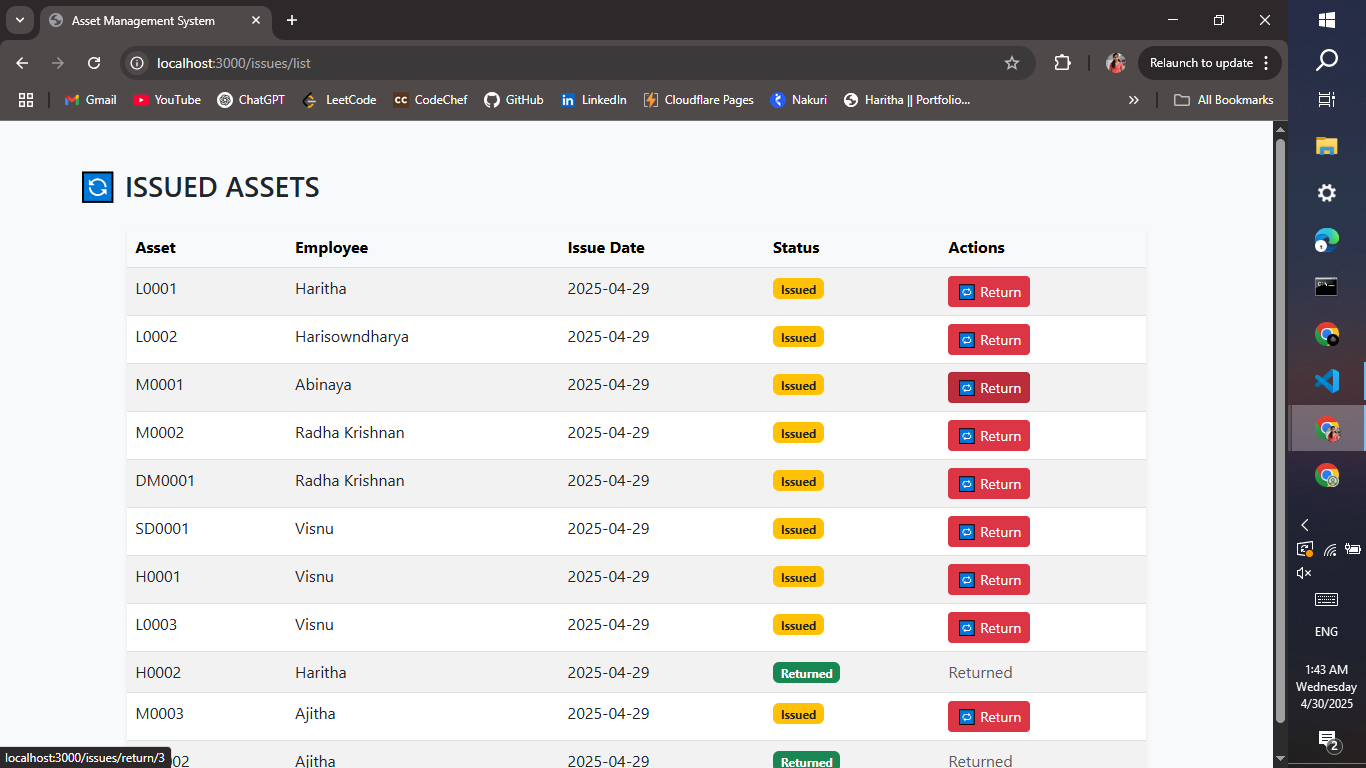 Asset Management System
localhost:3000/issues/list
Relaunch to update
Gmail YouTube ChatGPT LeetCode CodeChef GitHub LinkedIn Cloudflare Pages Nakuri Haritha || Portfolio... » All Bookmarks
ISSUED ASSETS
Asset Employee Issue Date Status Actions
L0001 Haritha 2025-04-29 Issued Return
L0002 Harisowndharya 2025-04-29 Issued Return
M0001 Abinaya 2025-04-29 Issued Return
M0002 Radha Krishnan 2025-04-29 Issued Return
DM0001 Radha Krishnan 2025-04-29 Issued Return
SD0001 Visnu 2025-04-29 Issued Return
H0001 Visnu 2025-04-29 Issued Return
L0003 Visnu 2025-04-29 Issued Return
H0002 Haritha 2025-04-29 Returned Returned
M0003 Ajitha 2025-04-29 Issued Return
02 Ajitha 2025-04-29 Returned Returned
localhost:3000/issues/return/3
ENG
1:43 AM
Wednesday
4/30/2025
2